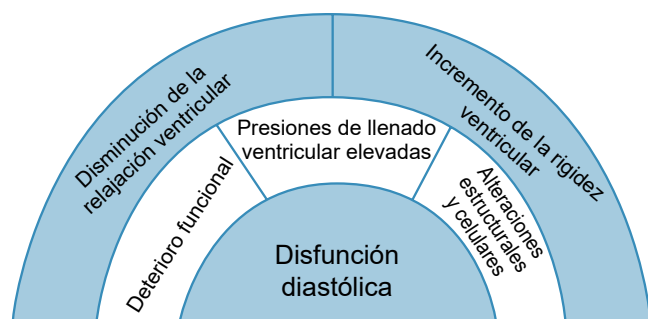 Disminución de la
relajación ventricular
Incremento de la rigidez
ventricular
Deterioro funcional
Presiones de llenado
ventricular elevadas
Alteraciones
estructurales
y celulares
Disfunción
diastólica